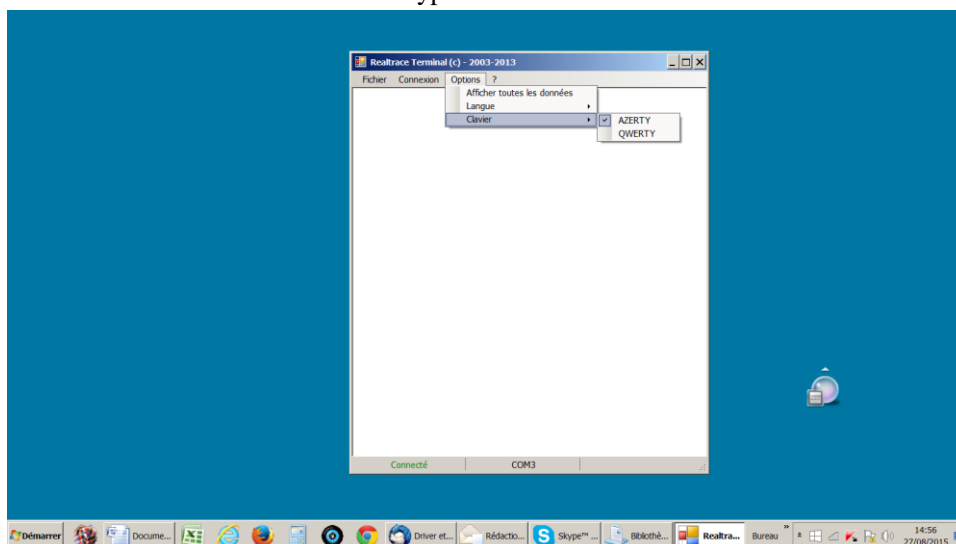 Realtrace Terminal (c) - 2003-2013
Fichier Connexion Options ?
Afficher toutes les données
Langue
Clavier
AZERTY
QWERTY
Connecté COM3
Démarrer Docume... Driver et... Rédactio... Skype™ ... Biblioth... Realtra... Bureau » 14:56
27/08/2015